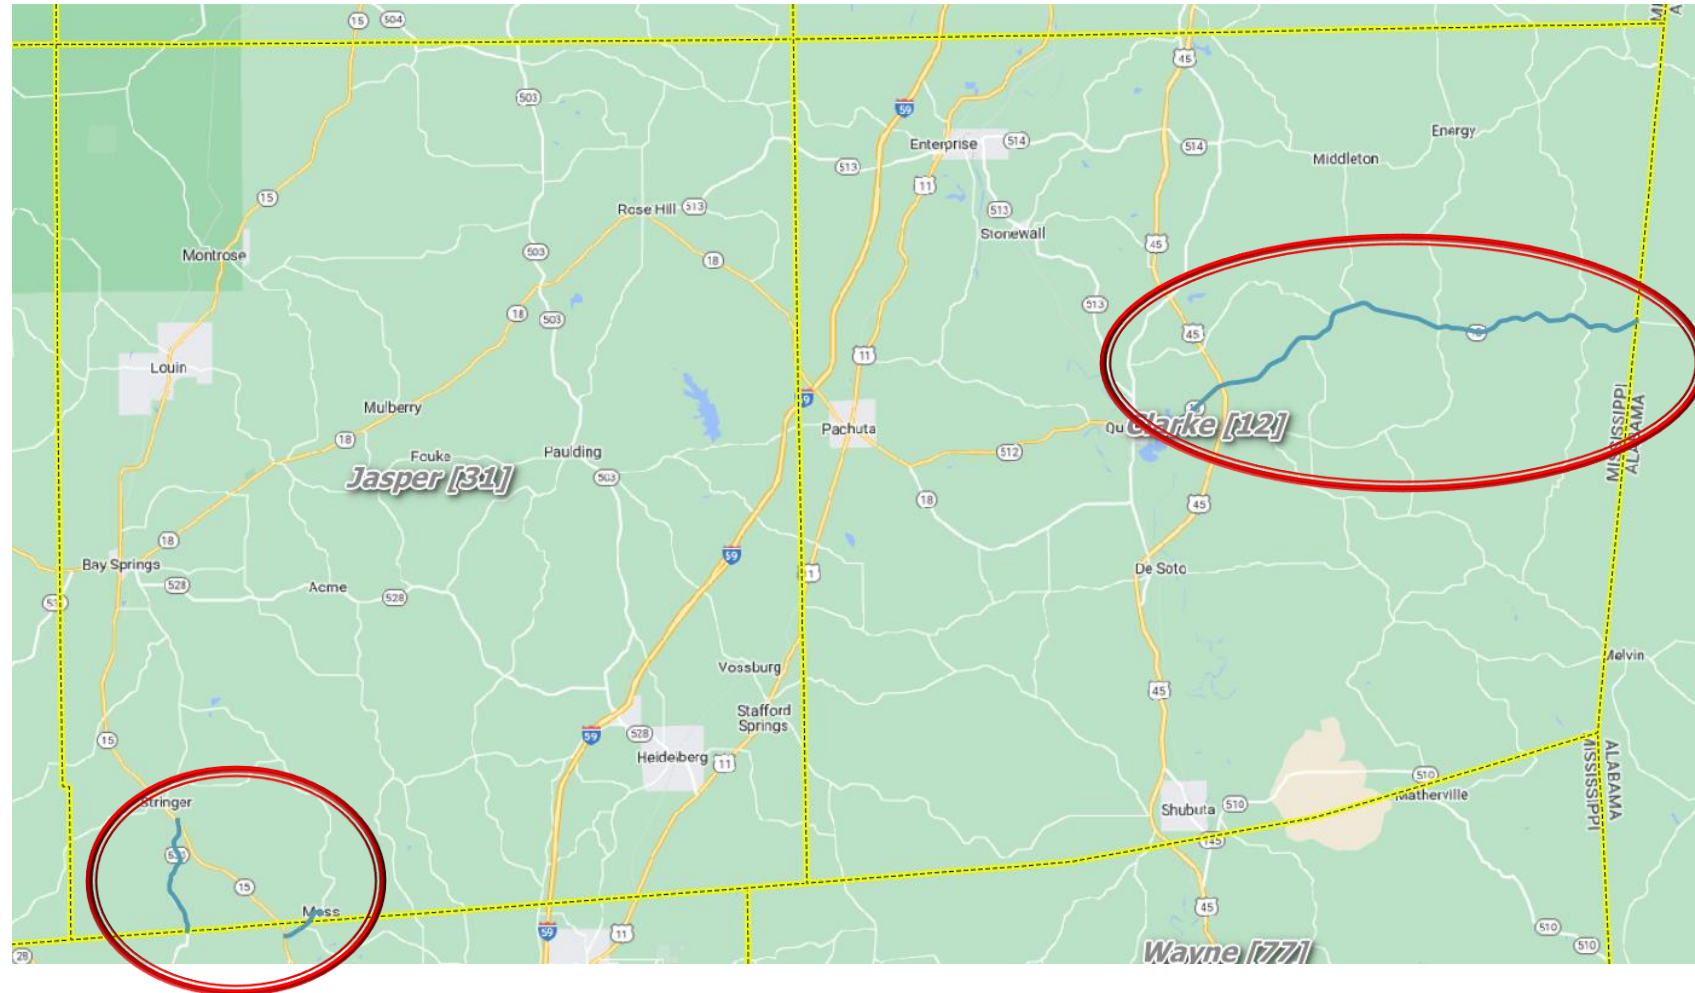 15
504
MISSISSIPPI
45
503
59
Enterprise
514
514
Energy
Middleton
513
11
15
Rose Hill
513
513
Stonewall
45
Montrose
503
18
18
503
513
45
11
Louin
Mulberry
Pachuta
Clarke [12]
MISSISSIPPI
ALABAMA
18
Fouke
Paulding
512
Jasper [31]
503
18
45
18
59
Bay Springs
528
Acme
528
De Soto
Vossburg
Melvin
45
Stafford
Springs
15
59
528
Heidelberg
11
ALABAMA
MISSISSIPPI
510
Matherville
Stringer
Shubuta
510
145
15
Moss
45
59
11
510
510
28
Wayne [77]